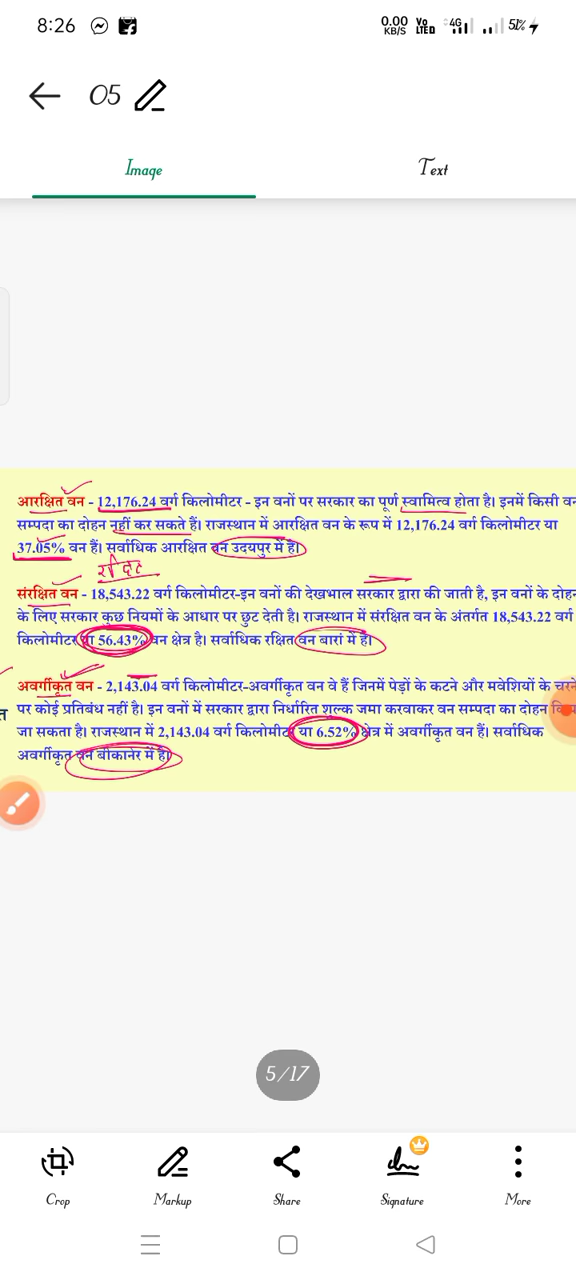 8:26
0.00 KB/S Vo LTE 4G 51%
05
Image Text
आरक्षित वन - 12,176.24 वर्ग किलोमीटर - इन वनों पर सरकार का पूर्ण स्वामित्व होता है। इनमें किसी वन
सम्पदा का दोहन नहीं कर सकते हैं। राजस्थान में आरक्षित वन के रूप में 12,176.24 वर्ग किलोमीटर या
37.05% वन हैं। सर्वाधिक आरक्षित वन उदयपुर में है।
संरक्षित वन - 18,543.22 वर्ग किलोमीटर-इन वनों की देखभाल सरकार द्वारा की जाती है, इन वनों के दोहन
के लिए सरकार कुछ नियमों के आधार पर छुट देती है। राजस्थान में संरक्षित वन के अंतर्गत 18,543.22 वर्ग
किलोमीटर या 56.43% वन क्षेत्र है। सर्वाधिक रक्षित वन बारां में है।
अवर्गीकृत वन - 2,143.04 वर्ग किलोमीटर-अवर्गीकृत वन वे हैं जिनमें पेड़ों के कटने और मवेशियों के चरने
पर कोई प्रतिबंध नहीं है। इन वनों में सरकार द्वारा निर्धारित शुल्क जमा करवाकर वन सम्पदा का दोहन
जा सकता है। राजस्थान में 2,143.04 वर्ग किलोमीटर या 6.52% क्षेत्र में अवर्गीकृत वन हैं। सर्वाधिक
अवर्गीकृत वन बीकानेर में है।
5/17
Crop Markup Share Signature More